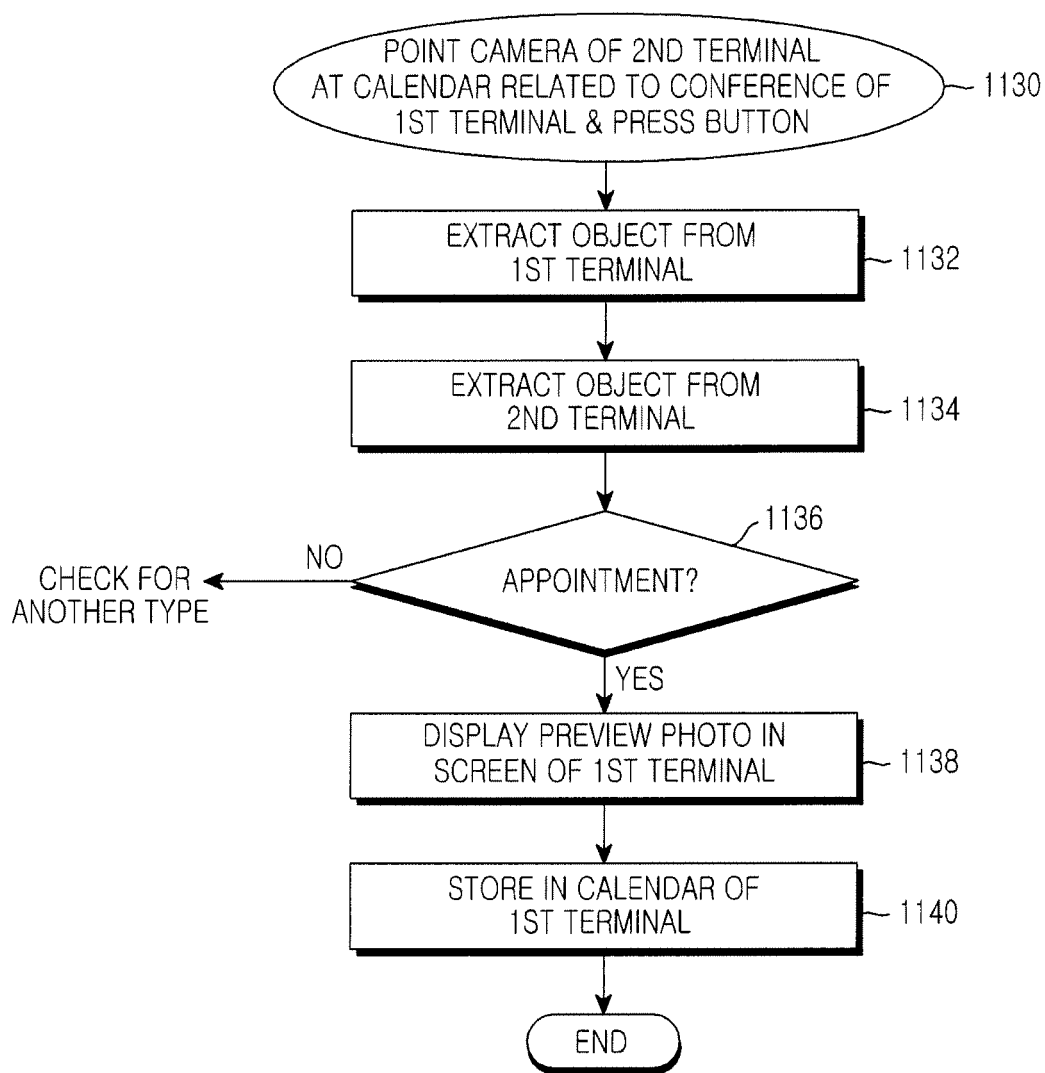 POINT CAMERA OF 2ND TERMINAL
AT CALENDAR RELATED TO CONFERENCE OF
1ST TERMINAL & PRESS BUTTON
1130
EXTRACT OBJECT FROM
1ST TERMINAL
1132
EXTRACT OBJECT FROM
2ND TERMINAL
1134
1136
APPOINTMENT?
NO
CHECK FOR
ANOTHER TYPE
YES
DISPLAY PREVIEW PHOTO IN
SCREEN OF 1ST TERMINAL
1138
STORE IN CALENDAR OF
1ST TERMINAL
1140
END